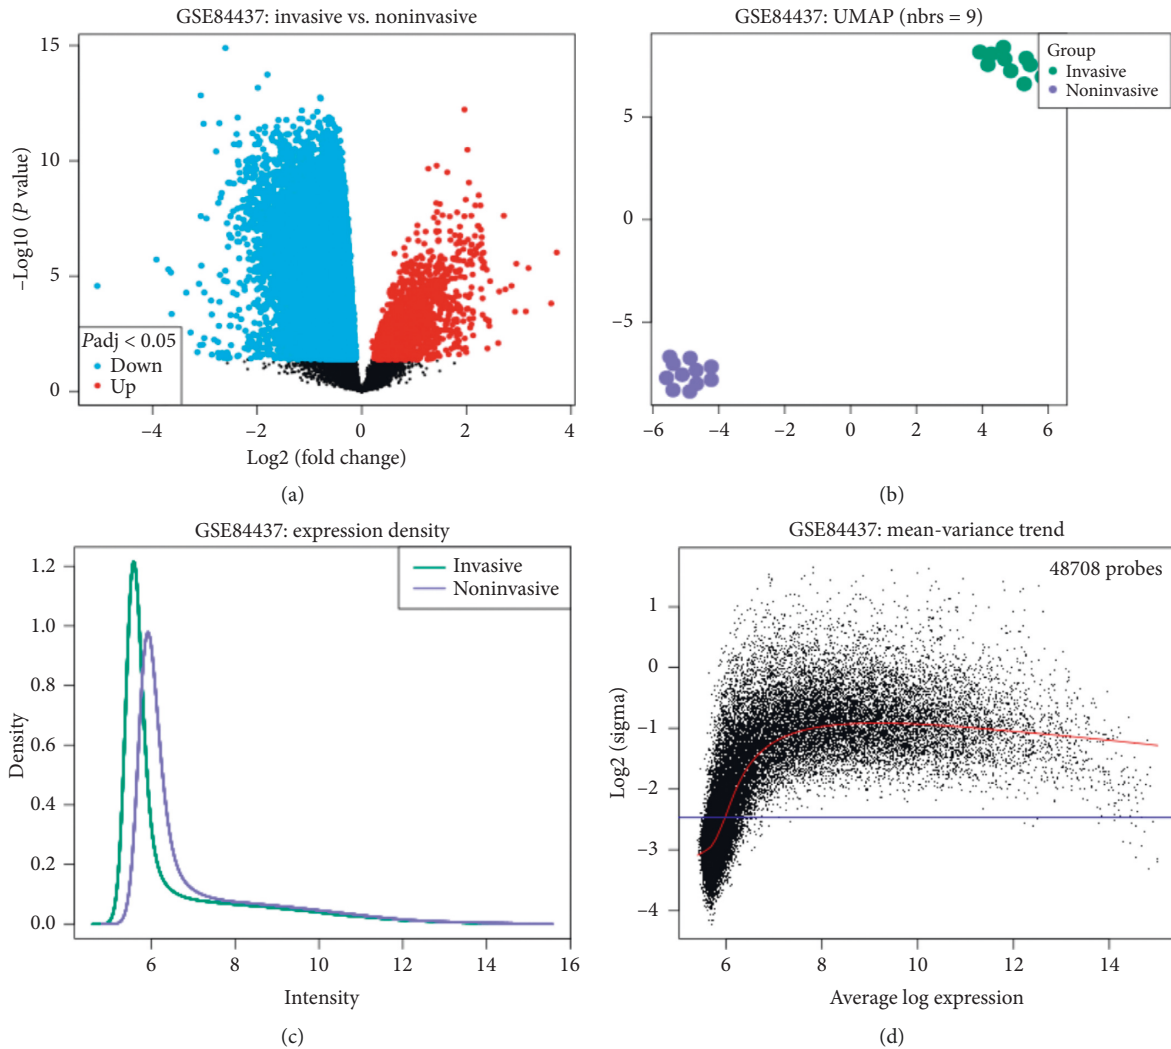 GSE84437: invasive vs. noninvasive
15
10
5
0
−Log10 (P value)
Padj < 0.05
Down
Up
−4
−2
0
2
4
Log2 (fold change)
(a)
GSE84437: UMAP (nbrs = 9)
Group
Invasive
Noninvasive
5
0
−5
−6
−4
−2
0
2
4
6
(b)
GSE84437: expression density
Invasive
Noninvasive
1.2
1.0
0.8
0.6
0.4
0.2
0.0
Density
6
8
10
12
14
16
Intensity
(c)
GSE84437: mean-variance trend
48708 probes
1
0
−1
−2
−3
−4
Log2 (sigma)
6
8
10
12
14
Average log expression
(d)